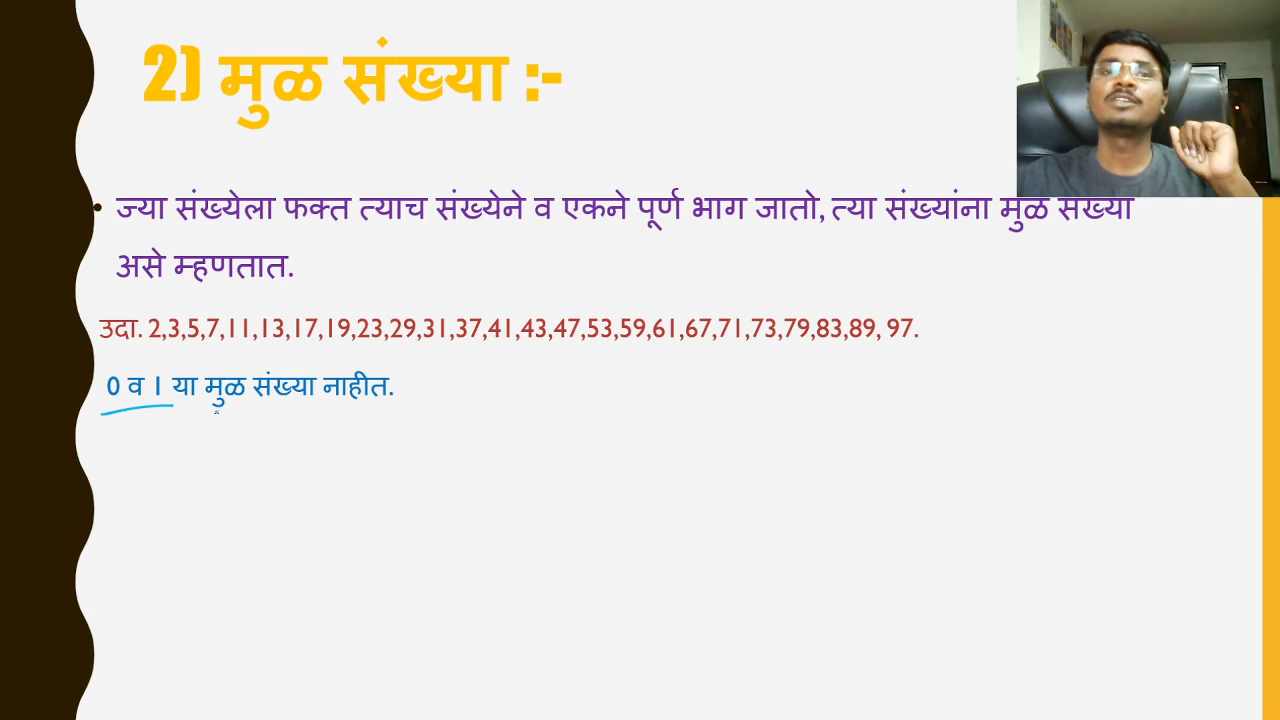 2) मुळ संख्या :-
• ज्या संख्येला फक्त त्याच संख्येने व एकने पूर्ण भाग जातो, त्या संख्यांना मुळ संख्या
असे म्हणतात.
उदा. 2,3,5,7,11,13,17,19,23,29,31,37,41,43,47,53,59,61,67,71,73,79,83,89, 97.
0 व 1 या मुळ संख्या नाहीत.